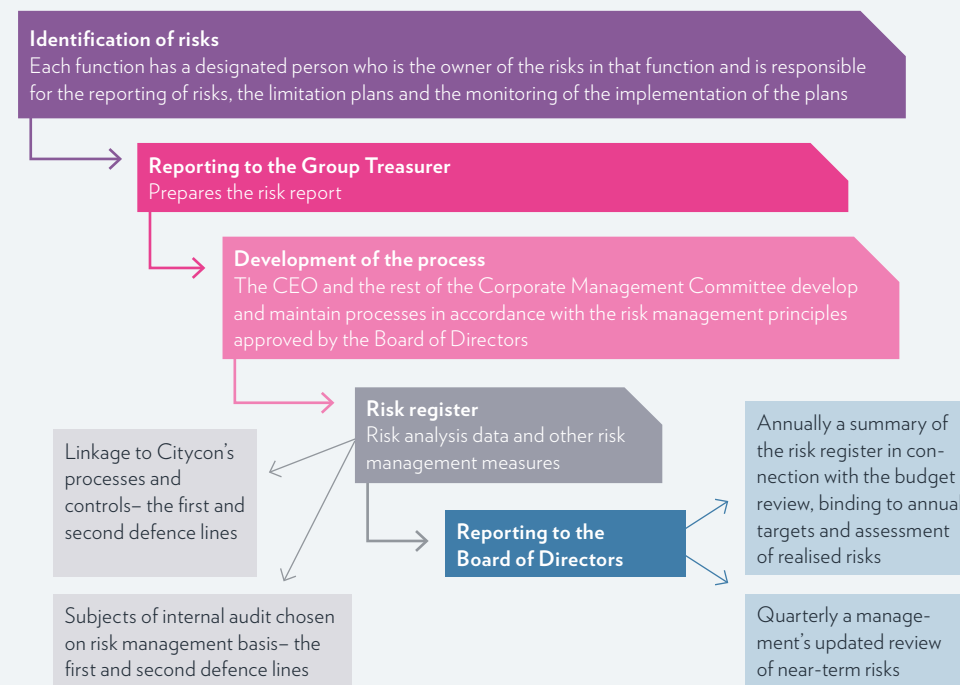 Identification of risks
Each function has a designated person who is the owner of the risks in that function and is responsible
for the reporting of risks, the limitation plans and the monitoring of the implementation of the plans
Reporting to the Group Treasurer
Prepares the risk report
Development of the process
The CEO and the rest of the Corporate Management Committee develop
and maintain processes in accordance with the risk management principles
approved by the Board of Directors
Risk register
Risk analysis data and other risk
management measures
Linkage to Citycon's
processes and
controls– the first and
second defence lines
Subjects of internal audit chosen
on risk management basis– the
first and second defence lines
Reporting to the
Board of Directors
Annually a summary of
the risk register in con-
nection with the budget
review, binding to annual
targets and assessment
of realised risks
Quarterly a manage-
ment's updated review
of near-term risks